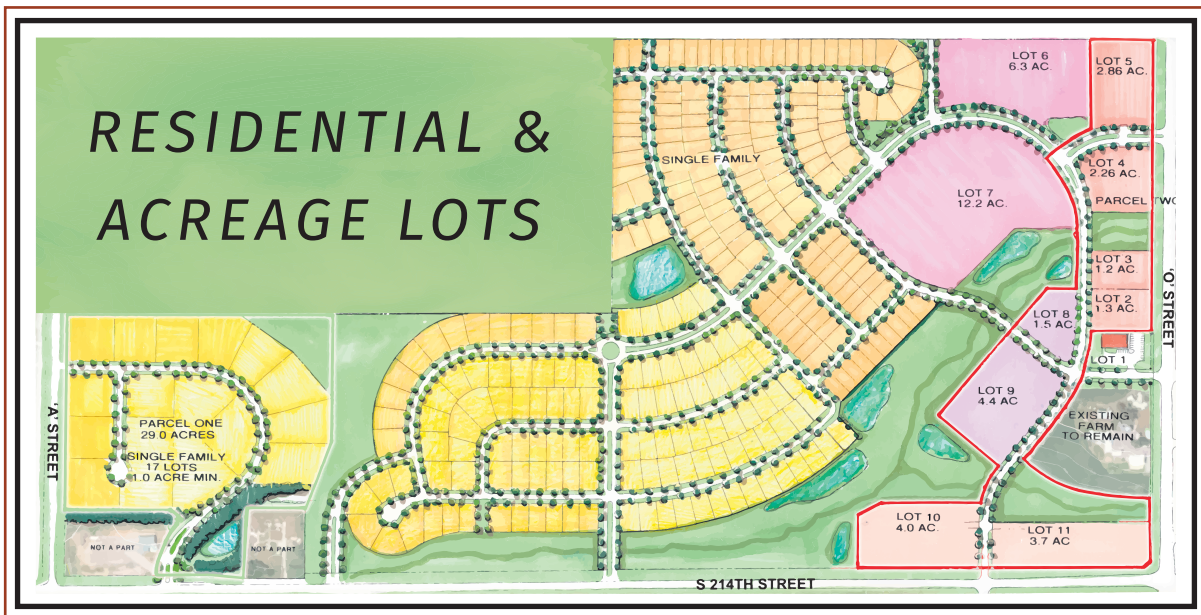 RESIDENTIAL &
ACREAGE LOTS
LOT 6
6.3 AC.
LOT 5
2.86 AC.
SINGLE FAMILY
LOT 4
2.26 AC.
LOT 7
12.2 AC.
PARCEL TWO
LOT 3
1.2 AC.
LOT 2
1.3 AC.
'O' STREET
LOT 8
1.5 AC.
LOT 1
LOT 9
4.4 AC
EXISTING
FARM
TO REMAIN
'A' STREET
PARCEL ONE
29.0 ACRES
SINGLE FAMILY
17 LOTS
1.0 ACRE MIN.
NOT A PART
NOT A PART
LOT 10
4.0 AC.
LOT 11
3.7 AC
S 214TH STREET